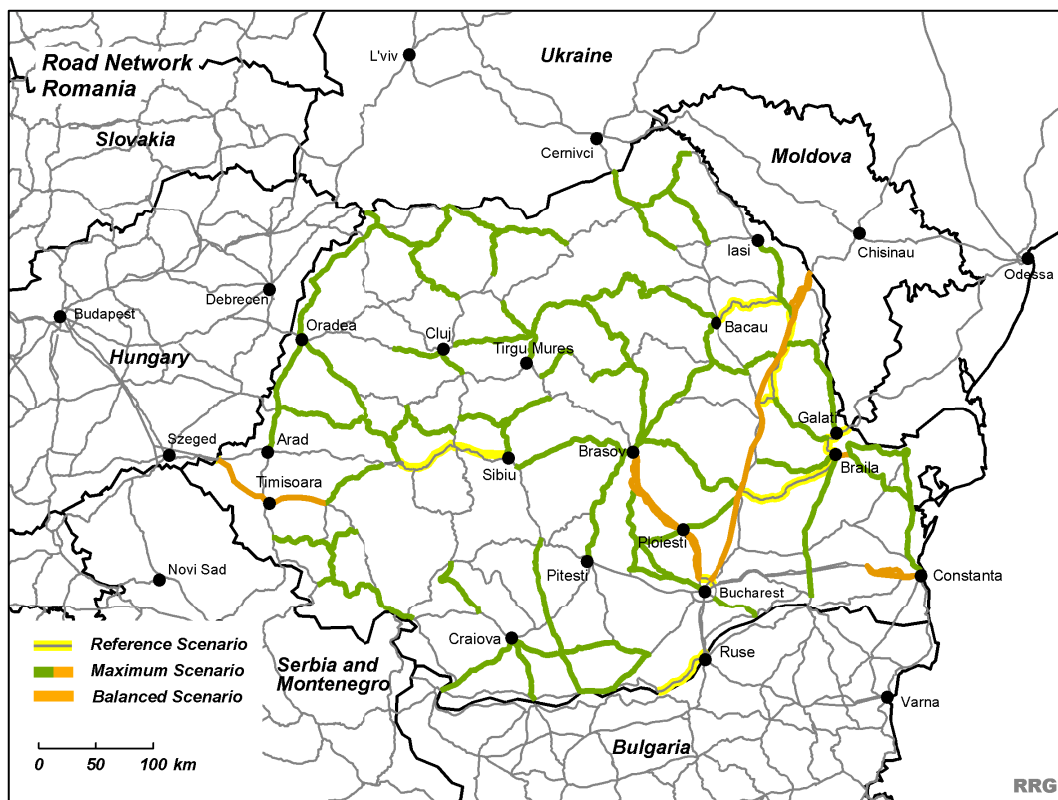 Road Network
Romania
L'viv
Ukraine
Slovakia
Cernivci
Moldova
Iasi
Chisinau
Odessa
Debrecen
Budapest
Oradea
Cluj
Bacau
Hungary
Tirgu Mures
Galati
Szeged
Arad
Brasov
Braila
Sibiu
Timisoara
Ploiesti
Novi Sad
Pitesti
Constanta
Bucharest
Craiova
Ruse
Reference Scenario
Maximum Scenario
Balanced Scenario
Serbia and
Montenegro
Varna
Bulgaria
0 50 100 km
RRG